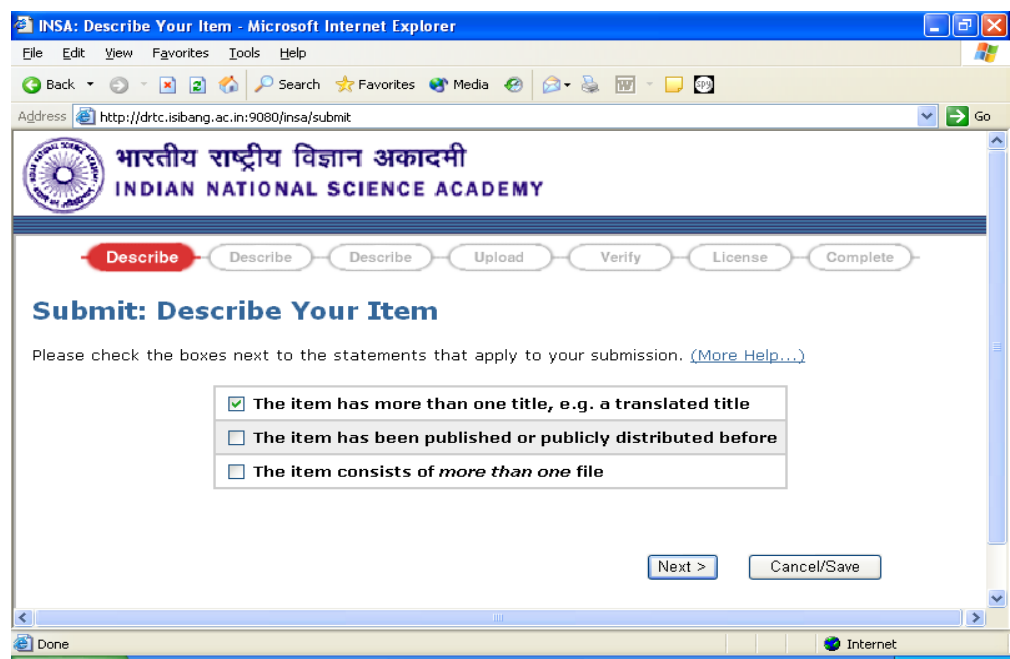 INSA: Describe Your Item - Microsoft Internet Explorer
File Edit View Favorites Tools Help
Back Search Favorites Media
Address http://drtc.isibang.ac.in:9080/insa/submit Go
भारतीय राष्ट्रीय विज्ञान अकादमी
INDIAN NATIONAL SCIENCE ACADEMY
Describe Describe Describe Upload Verify License Complete
Submit: Describe Your Item
Please check the boxes next to the statements that apply to your submission. (More Help...)
The item has more than one title, e.g. a translated title
The item has been published or publicly distributed before
The item consists of more than one file
Next > Cancel/Save
Done Internet